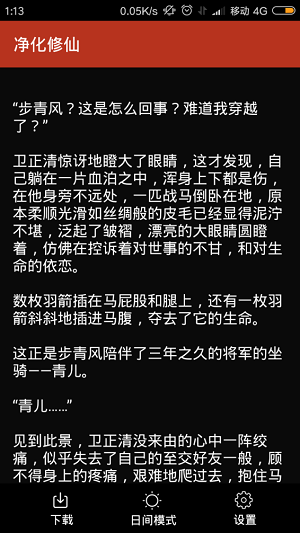 1:13
0.05K/s
移动 4G
净化修仙
“步青风？这是怎么回事？难道我穿越
了？”
卫正清惊讶地瞪大了眼睛，这才发现，自
己躺在一片血泊之中，浑身上下都是伤，
在他身旁不远处，一匹战马倒卧在地，原
本柔顺光滑如丝绸般的皮毛已经显得泥泞
不堪，泛起了皱褶，漂亮的大眼睛圆瞪
着，仿佛在控诉着对世事的不甘，和对生
命的依恋。
数枚羽箭插在马屁股和腿上，还有一枚羽
箭斜斜地插进马腹，夺去了它的生命。
这正是步青风陪伴了三年之久的将军的坐
骑——青儿。
“青儿……”
见到此景，卫正清没来由的心中一阵绞
痛，似乎失去了自己的至交好友一般，顾
不得身上的疼痛，艰难地爬过去，抱住马
下载
日间模式
设置